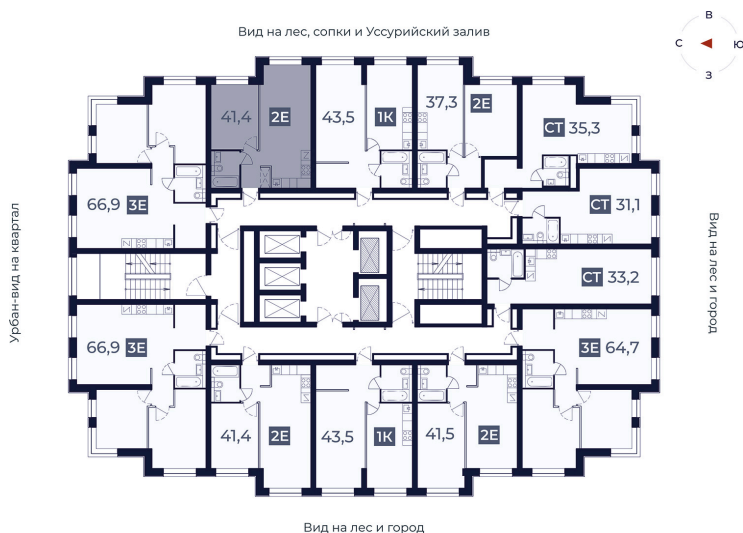 В
С
Ю
З
Вид на лес, сопки и Уссурийский залив
41,4 2Е
43,5 1К
37,3 2Е
СТ 35,3
66,9 3Е
СТ 31,1
Урбан-вид на квартал
Вид на лес и город
СТ 33,2
66,9 3Е
3Е 64,7
41,4 2Е
43,5 1К
41,5 2Е
Вид на лес и город